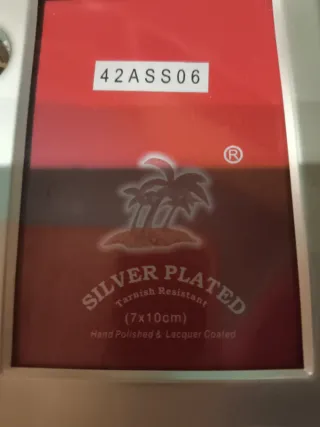 42ASS06
®
SILVER PLATED
Tarnish Resistant
(7x10cm)
Hand Polished & Lacquer Coated